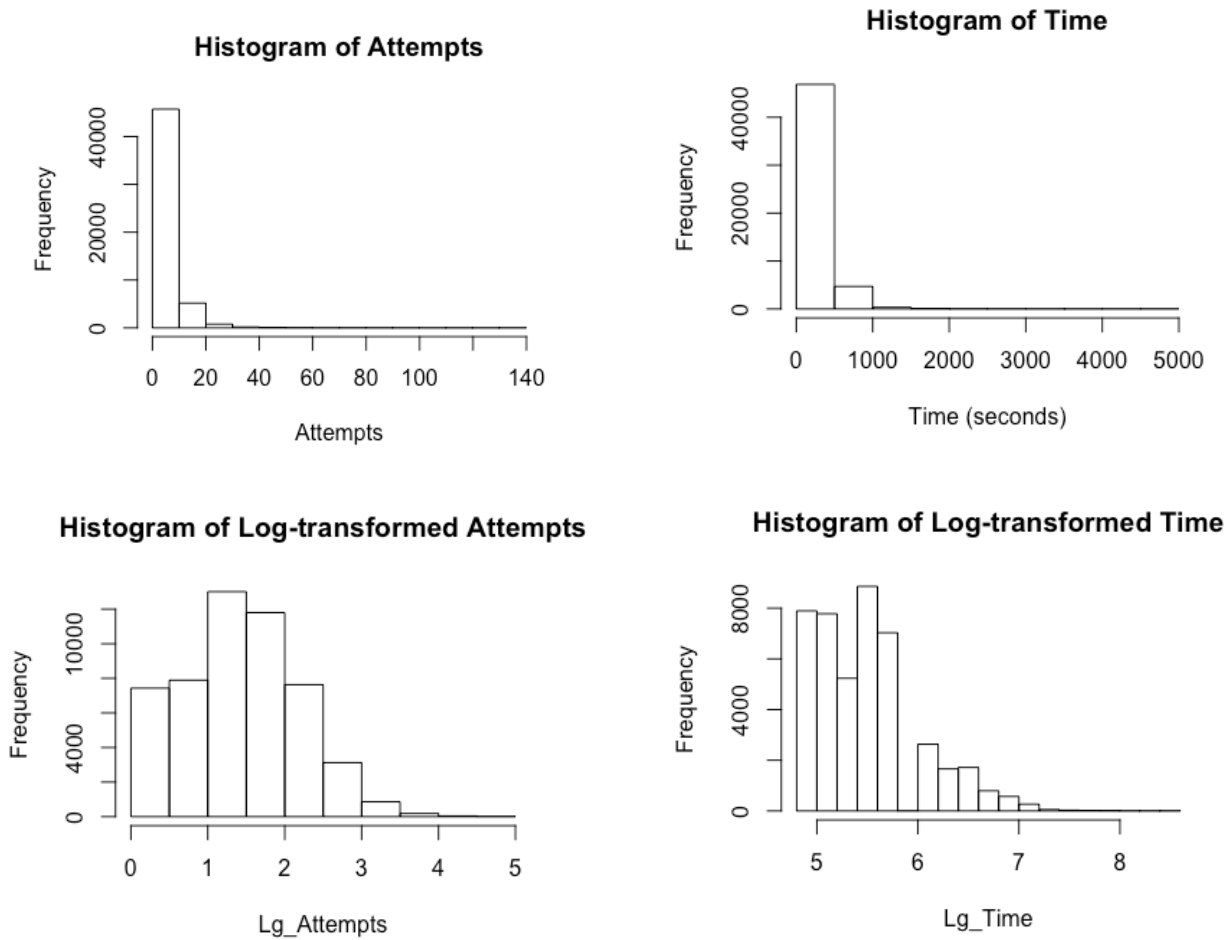 Histogram of Attempts
Frequency
0 20000 40000
0 20 40 60 80 100 140
Attempts
Histogram of Time
Frequency
0 20000 40000
0 1000 2000 3000 4000 5000
Time (seconds)
Histogram of Log-transformed Attempts
Frequency
0 4000 10000
0 1 2 3 4 5
Lg_Attempts
Histogram of Log-transformed Time
Frequency
0 4000 8000
5 6 7 8
Lg_Time